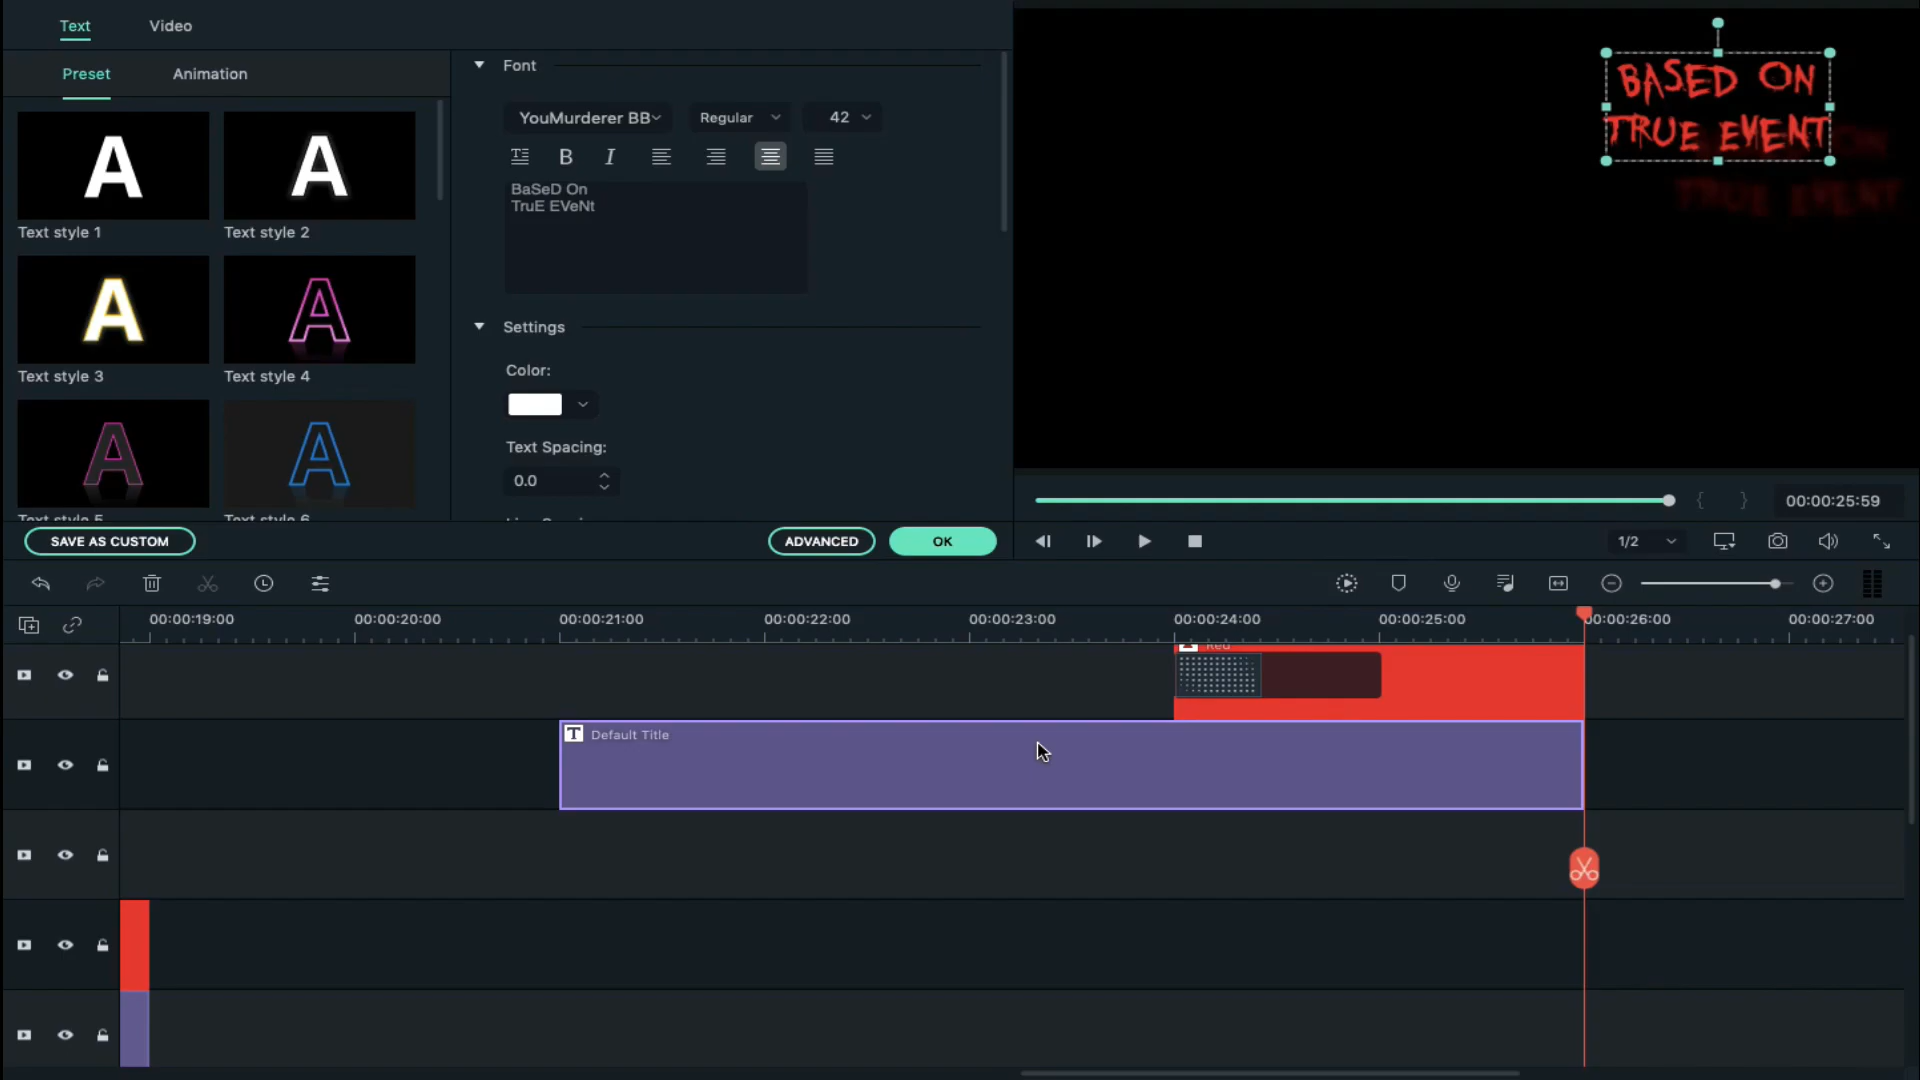 Text Video
Preset Animation
Text style 1 Text style 2
Text style 3 Text style 4
Text style 5 Text style 6
Font
YouMurderer BB Regular 42
B I
BaSeD On
TruE EVeNt
Settings
Color:
Text Spacing:
0.0
SAVE AS CUSTOM ADVANCED OK
BASED ON
TRUE EVENT
ON
TRUE EVENT
00:00:25:59
1/2
00:00:19:00 00:00:20:00 00:00:21:00 00:00:22:00 00:00:23:00 00:00:24:00 00:00:25:00 00:00:26:00 00:00:27:00
Red
T Default Title